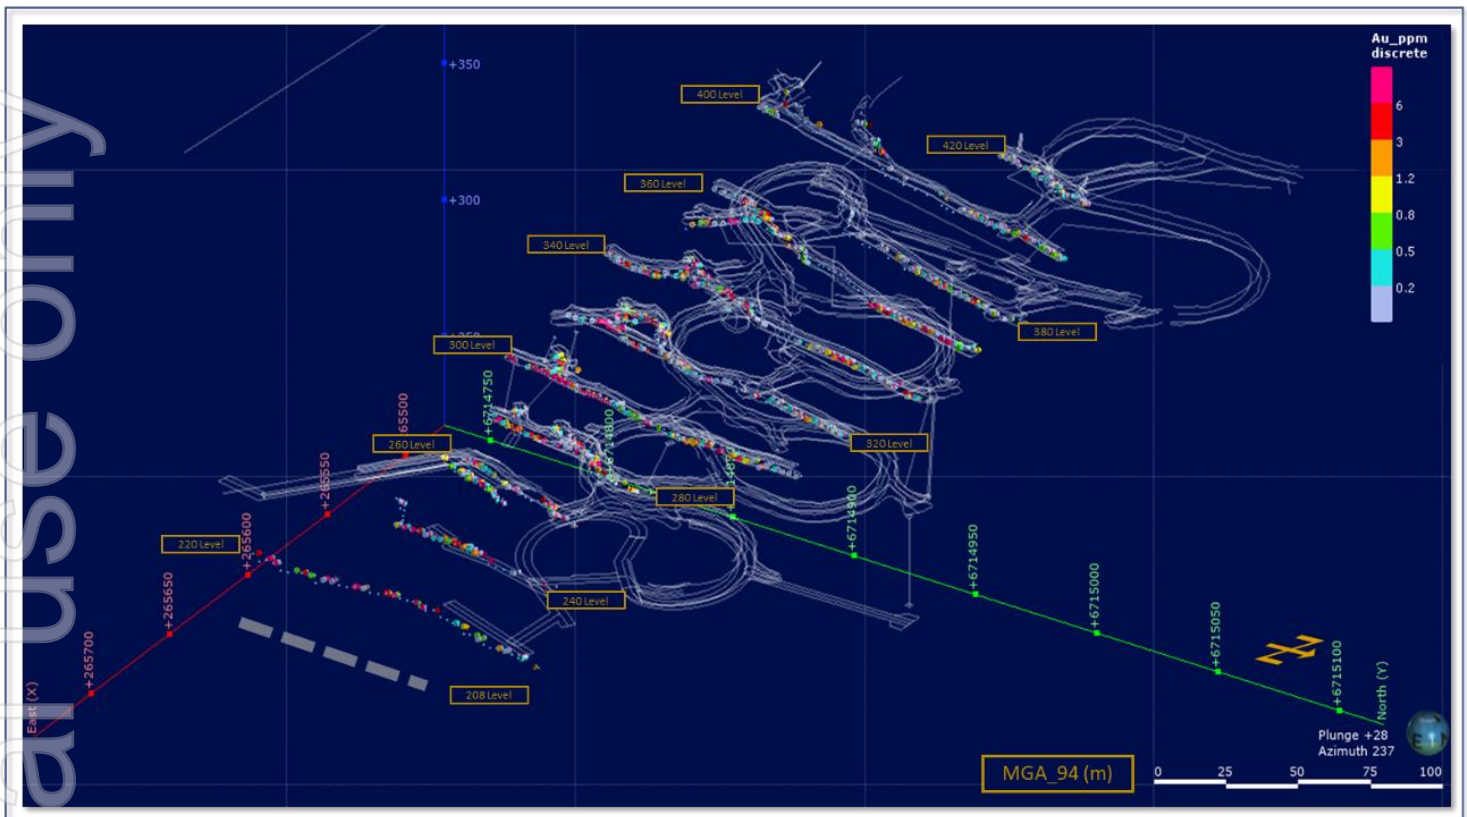 Au_ppm
discrete
6
3
1.2
0.8
0.5
0.2
+350
+300
400 Level
420 Level
360 Level
340 Level
300 Level
380 Level
320 Level
260 Level
280 Level
220 Level
240 Level
208 Level
+265550
+265600
+265650
+265700
East (X)
+6714750
+6714900
+6714950
+6715000
+6715050
+6715100
North (Y)
Plunge +28
Azimuth 237
MGA_94 (m)
0 25 50 75 100
al use only